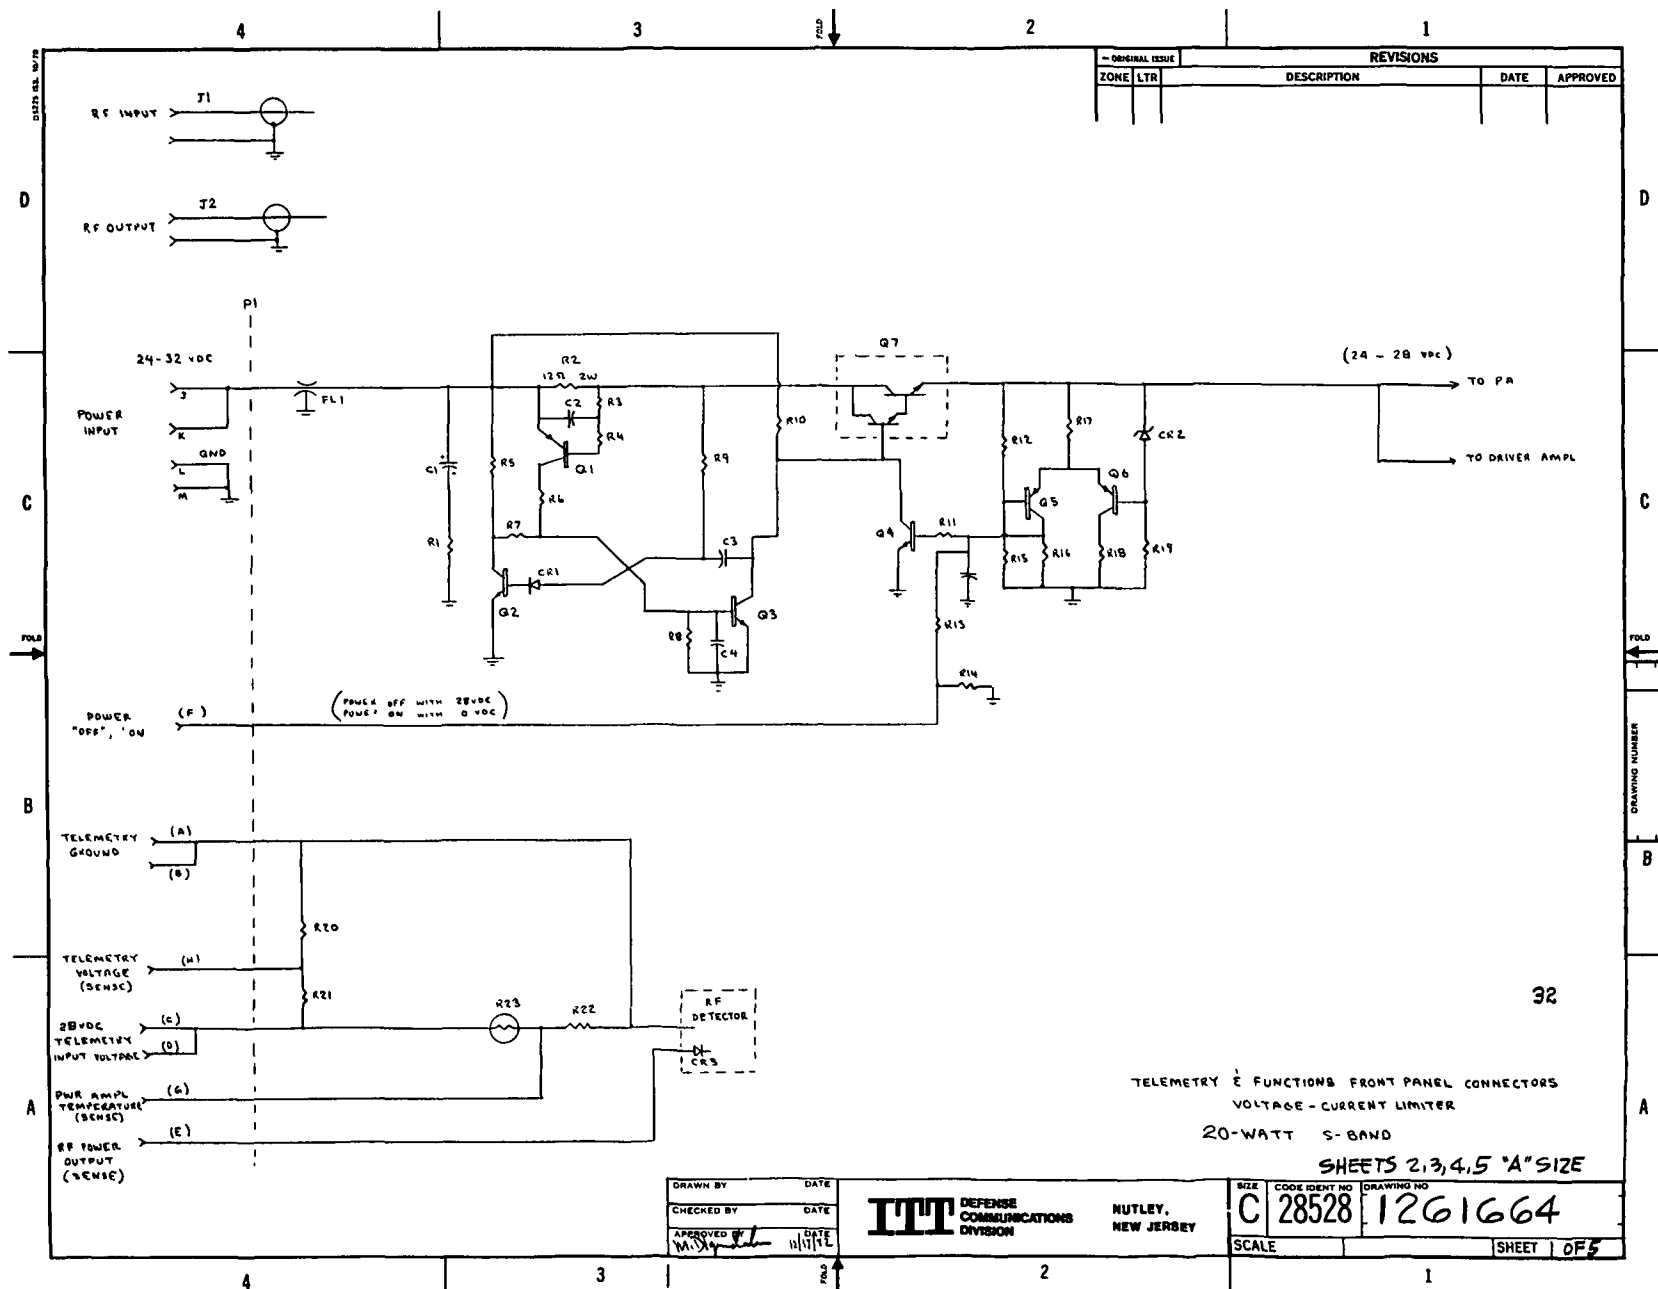 4
3
FOLD
2
1
- ORIGINAL ISSUE
REVISIONS
ZONE
LTR
DESCRIPTION
DATE
APPROVED
RF INPUT
J1
D
D
RF OUTPUT
J2
P1
24-32 VDC
J
POWER
INPUT
K
GND
L
M
FL1
R2
12Ω 2W
C2
R3
R4
Q1
C1
R1
R5
R6
R7
Q2
CR1
R9
C3
R8
C4
Q3
R10
Q7
Q4
R11
R13
R14
R12
R15
Q5
R16
R17
Q6
R18
CR2
R19
(24 - 28 VDC)
TO PA
TO DRIVER AMPL
C
C
FOLD
FOLD
POWER
"OFF", 'ON
(F)
(POWER OFF WITH 28VDC
POWER ON WITH 0 VDC)
DRAWING NUMBER
B
B
TELEMETRY
GROUND
(A)
(B)
R20
TELEMETRY
VOLTAGE
(SENSE)
(H)
R21
28VDC
TELEMETRY
INPUT VOLTAGE
(C)
(D)
R23
R22
RF
DETECTOR
CR3
PWR AMPL
TEMPERATURE
(SENSE)
(G)
RF POWER
OUTPUT
(SENSE)
(E)
A
A
32
TELEMETRY & FUNCTIONS FRONT PANEL CONNECTORS
VOLTAGE - CURRENT LIMITER
20-WATT S-BAND
SHEETS 2,3,4,5 "A" SIZE
DRAWN BY
DATE
CHECKED BY
DATE
APPROVED BY
DATE
ITT
DEFENSE
COMMUNICATIONS
DIVISION
NUTLEY,
NEW JERSEY
SIZE
C
CODE IDENT NO
28528
DRAWING NO
1261664
SCALE
SHEET 1 OF 5
4
3
FOLD
2
1